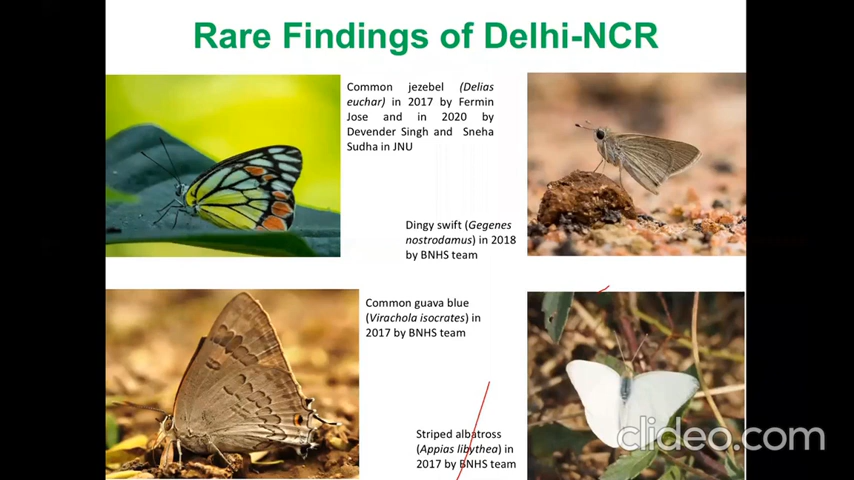 Rare Findings of Delhi-NCR
Common jezebel (Delias
euchar) in 2017 by Fermin
Jose and in 2020 by
Devender Singh and Sneha
Sudha in JNU
Dingy swift (Gegenes
nostrodamus) in 2018
by BNHS team
Common guava blue
(Virachola isocrates) in
2017 by BNHS team
Striped albatross
(Appias libythea) in
2017 by BNHS team
clideo.com